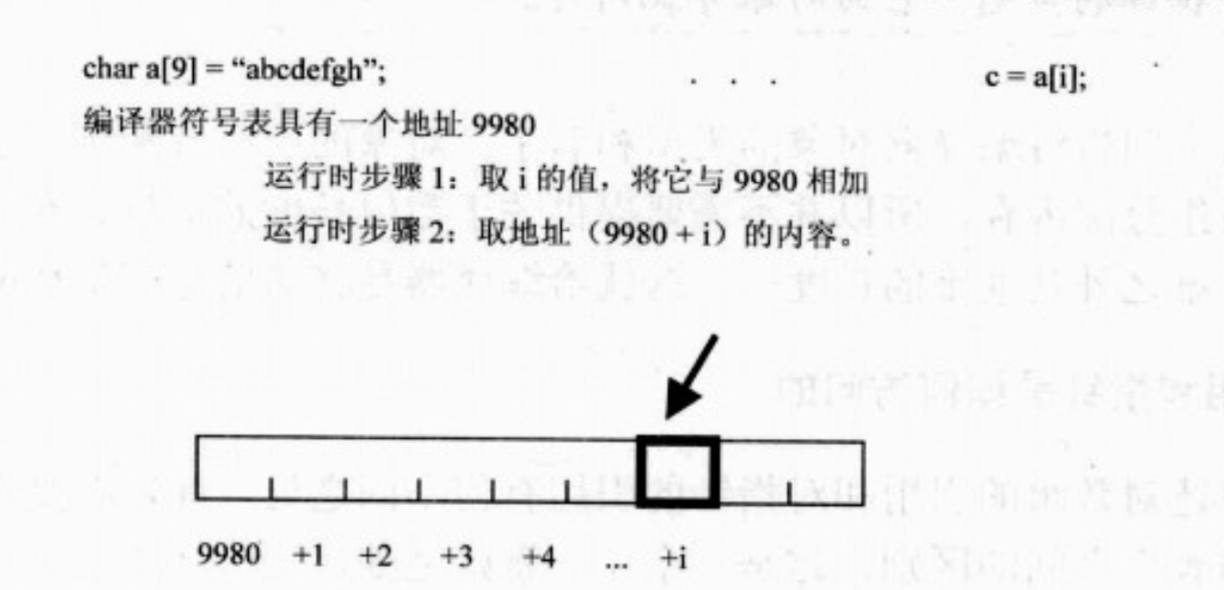 char a[9] = “abcdefgh”; . . . c = a[i];
编译器符号表具有一个地址 9980
运行时步骤 1：取 i 的值，将它与 9980 相加
运行时步骤 2：取地址（9980 + i）的内容。
9980 +1 +2 +3 +4 ... +i